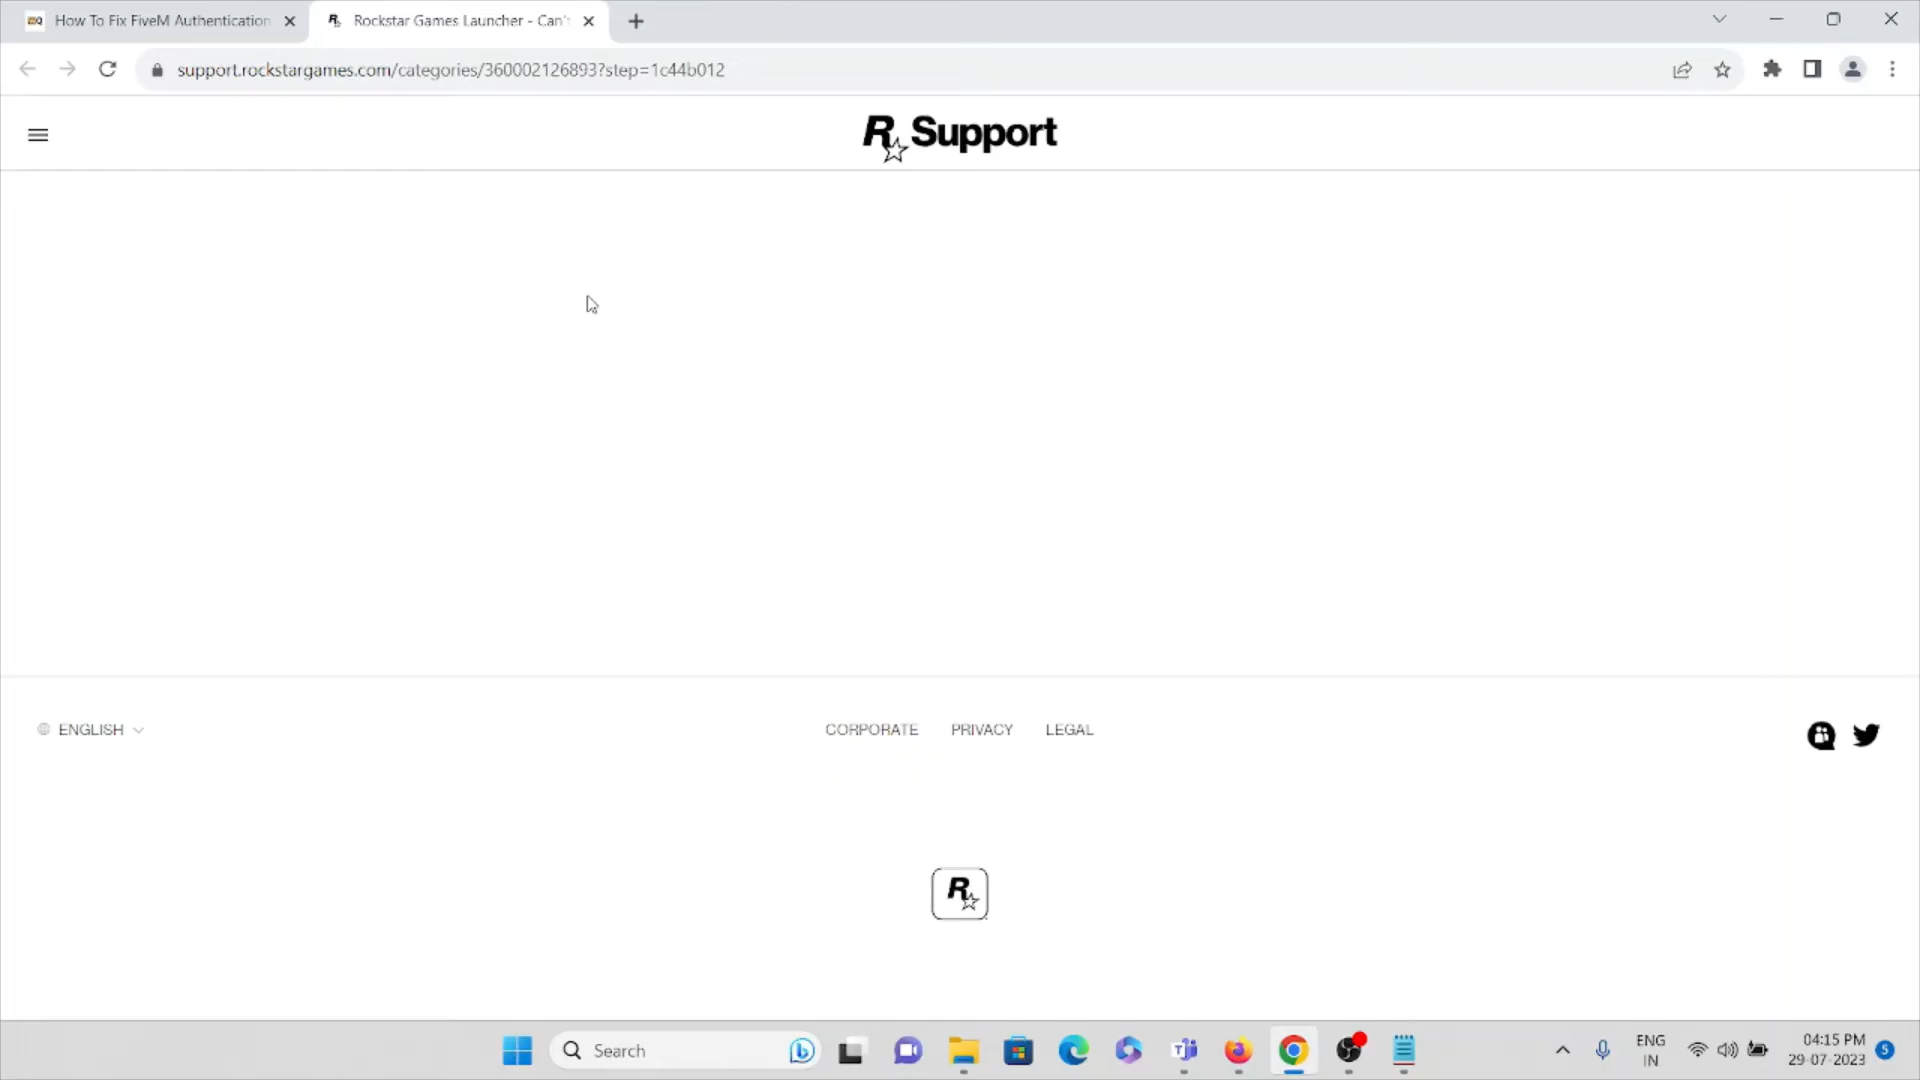 How To Fix FiveM Authentication
Rockstar Games Launcher - Can'
support.rockstargames.com/categories/360002126893?step=1c44b012
R Support
ENGLISH
CORPORATE
PRIVACY
LEGAL
R
Search
ENG
IN
04:15 PM
29-07-2023
5